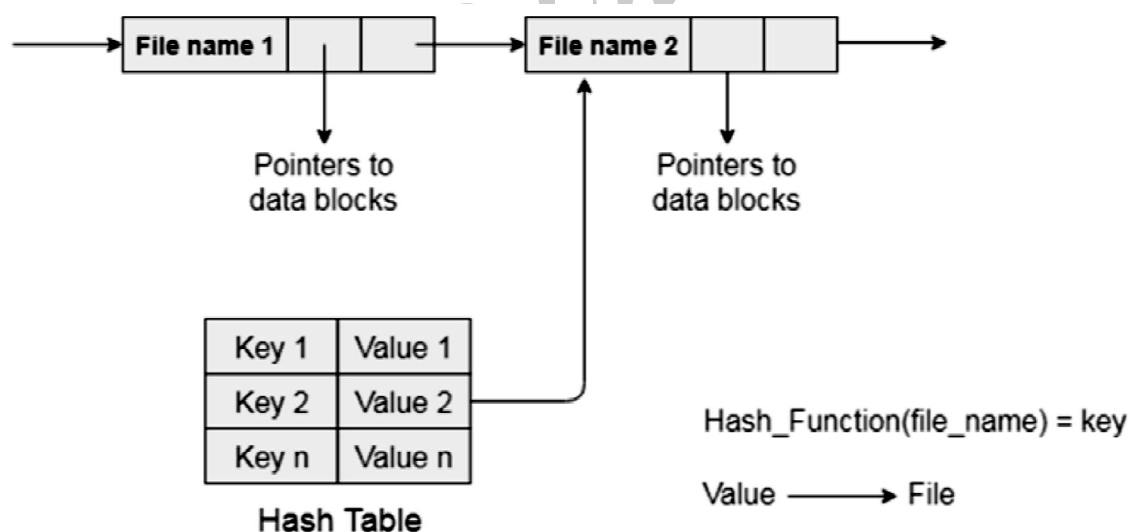 File name 1
File name 2
Pointers to
data blocks
Pointers to
data blocks
Key 1 Value 1
Key 2 Value 2
Key n Value n
Hash Table
Hash_Function(file_name) = key
Value File